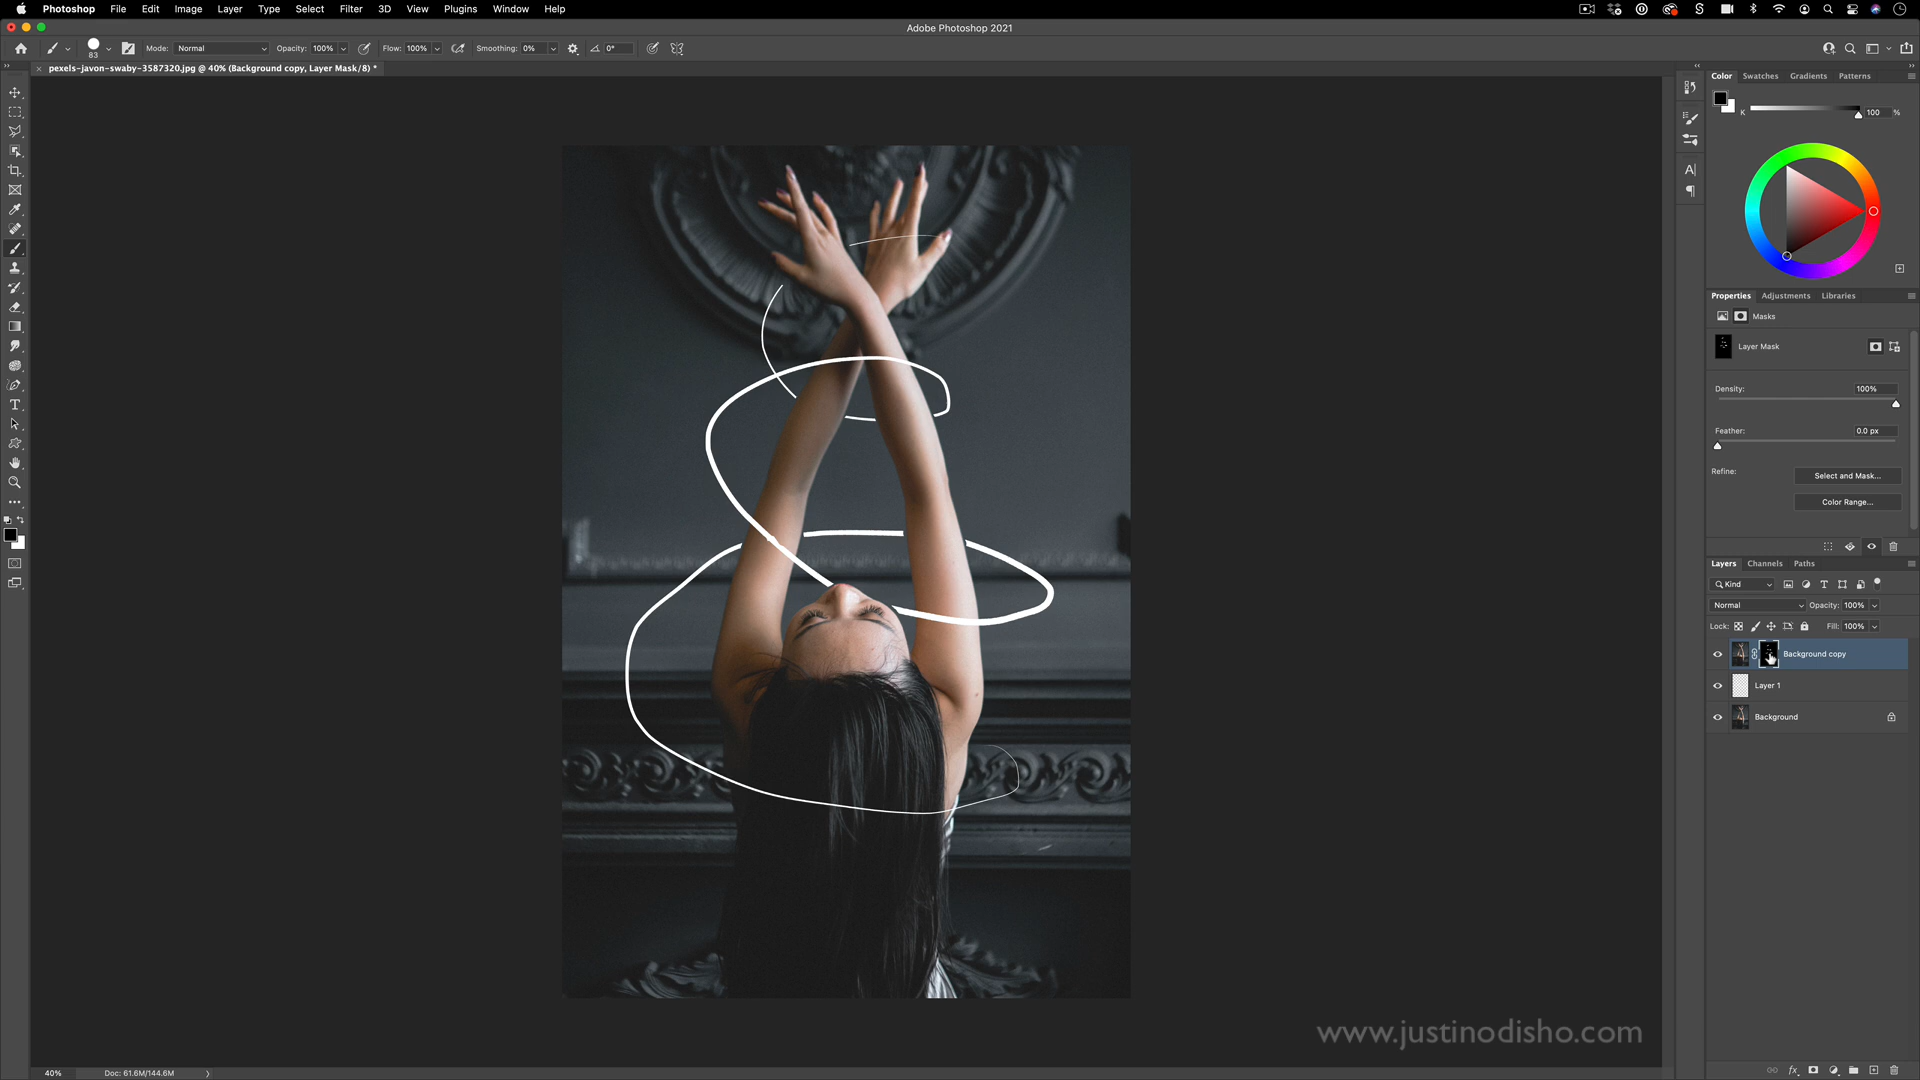 Photoshop File Edit Image Layer Type Select Filter 3D View Plugins Window Help
Adobe Photoshop 2021
83 Mode: Normal Opacity: 100% Flow: 100% Smoothing: 0% 0°
pexels-javon-swaby-3587320.jpg @ 40% (Background copy, Layer Mask/8) *
Color Swatches Gradients Patterns
K 100 %
Properties Adjustments Libraries
Masks
Layer Mask
Density: 100%
Feather: 0.0 px
Refine: Select and Mask...
Color Range...
Layers Channels Paths
Kind
Normal Opacity: 100%
Lock: Fill: 100%
Background copy
Layer 1
Background
www.justinodisho.com
40% Doc: 61.6M/144.6M